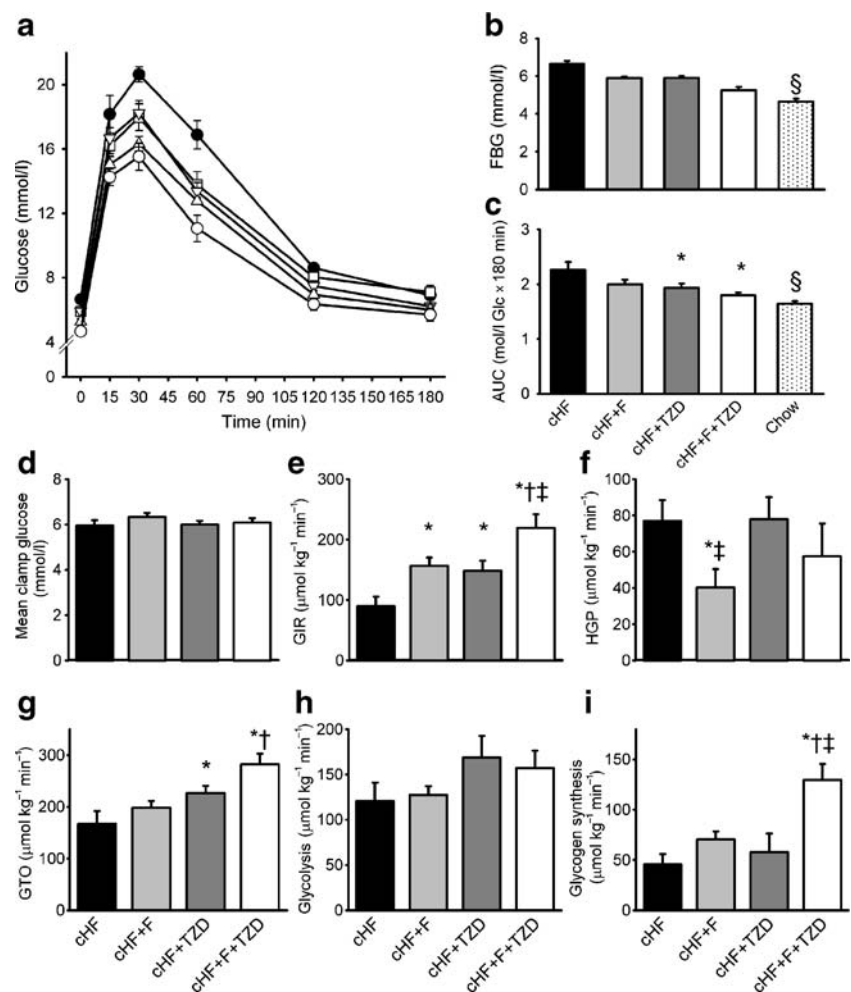 a
Glucose (mmol/l)
20
16
12
8
4
0
0 15 30 45 60 75 90 105 120 135 150 165 180
Time (min)
b
FBG (mmol/l)
8
6
4
2
0
§
c
AUC (mol/l Glc × 180 min)
3
2
1
0
* * §
cHF cHF+F cHF+TZD cHF+F+TZD Chow
d
Mean clamp glucose
(mmol/l)
8
6
4
2
0
e
GIR (µmol kg⁻¹ min⁻¹)
300
200
100
0
* * *†‡
f
HGP (µmol kg⁻¹ min⁻¹)
100
80
60
40
20
0
*‡
g
GTO (µmol kg⁻¹ min⁻¹)
300
200
100
0
* *†
cHF cHF+F cHF+TZD cHF+F+TZD
h
Glycolysis (µmol kg⁻¹ min⁻¹)
200
150
100
50
0
cHF cHF+F cHF+TZD cHF+F+TZD
i
Glycogen synthesis
(µmol kg⁻¹ min⁻¹)
150
100
50
0
*†‡
cHF cHF+F cHF+TZD cHF+F+TZD